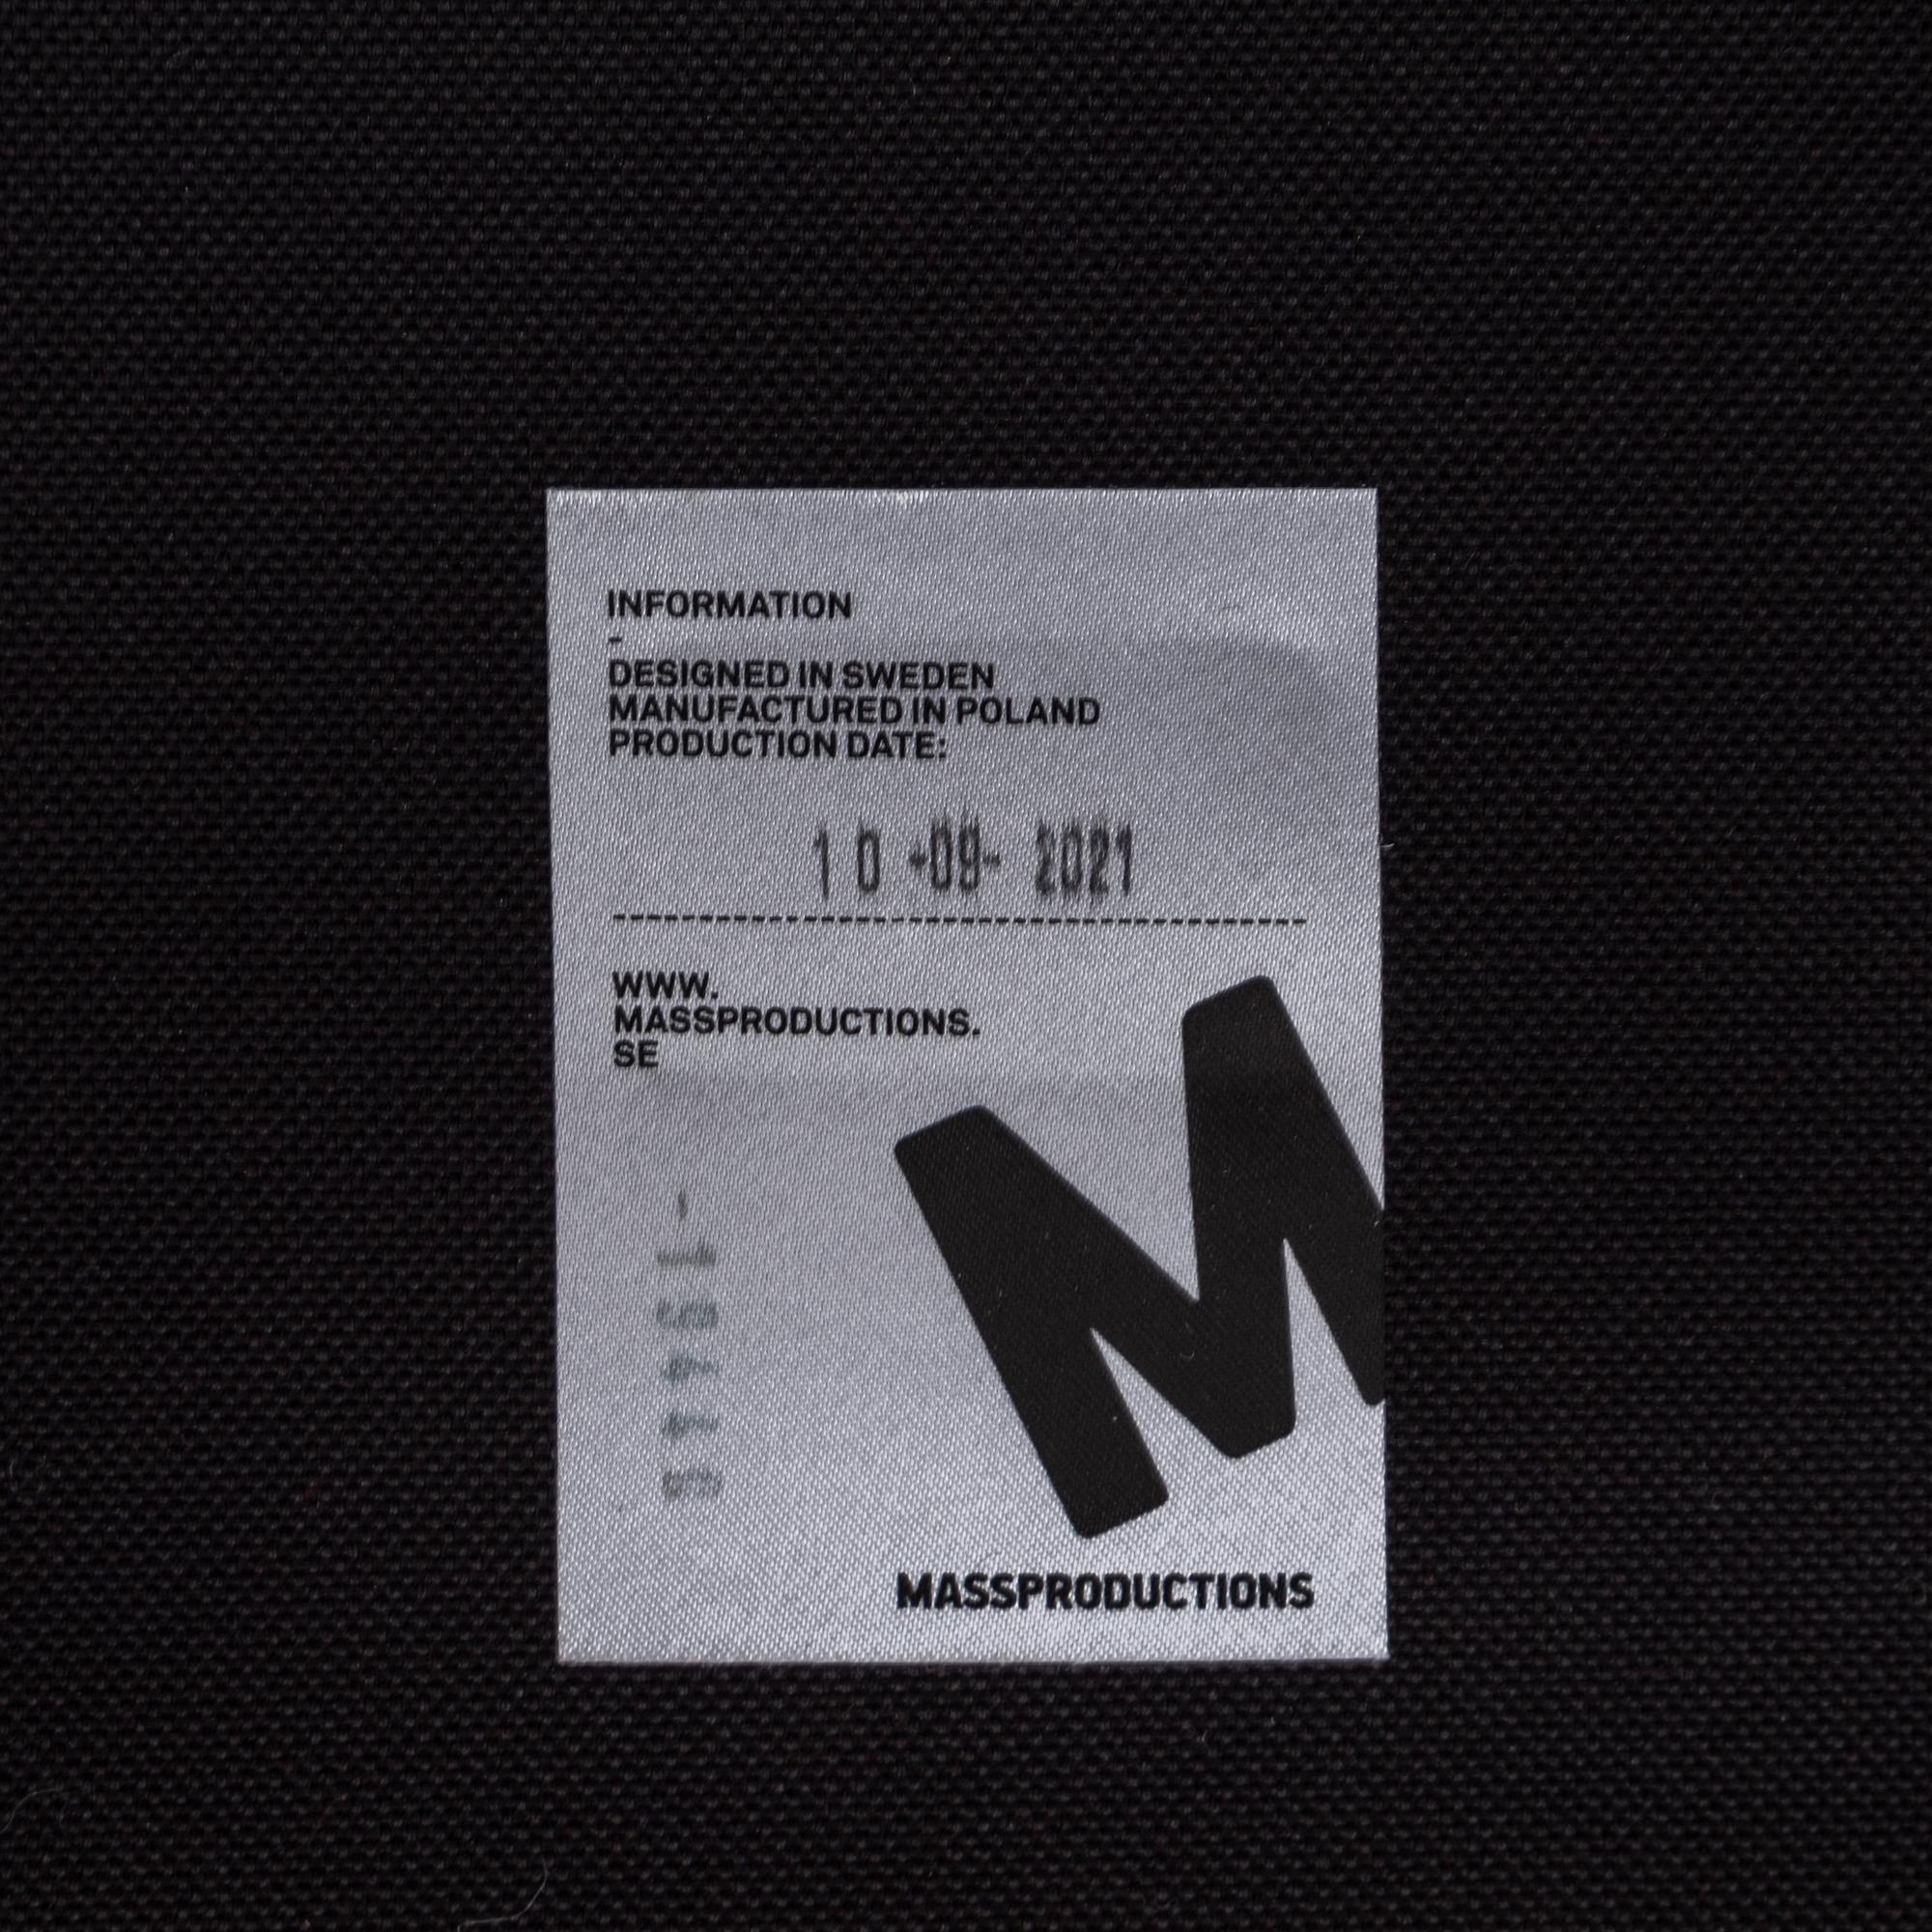 INFORMATION
-
DESIGNED IN SWEDEN
MANUFACTURED IN POLAND
PRODUCTION DATE:
10 -09- 2021
WWW.
MASSPRODUCTIONS.
SE
M
MASSPRODUCTIONS